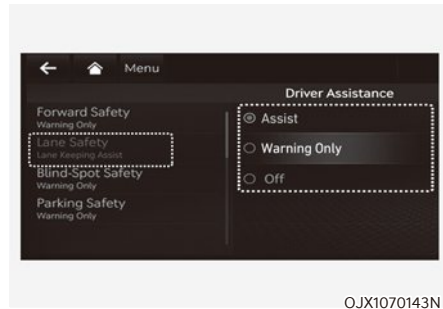 Menu
Driver Assistance
Forward Safety
Warning Only
Lane Safety
Lane Keeping Assist
Blind-Spot Safety
Warning Only
Parking Safety
Warning Only
Assist
Warning Only
Off
OJX1070143N